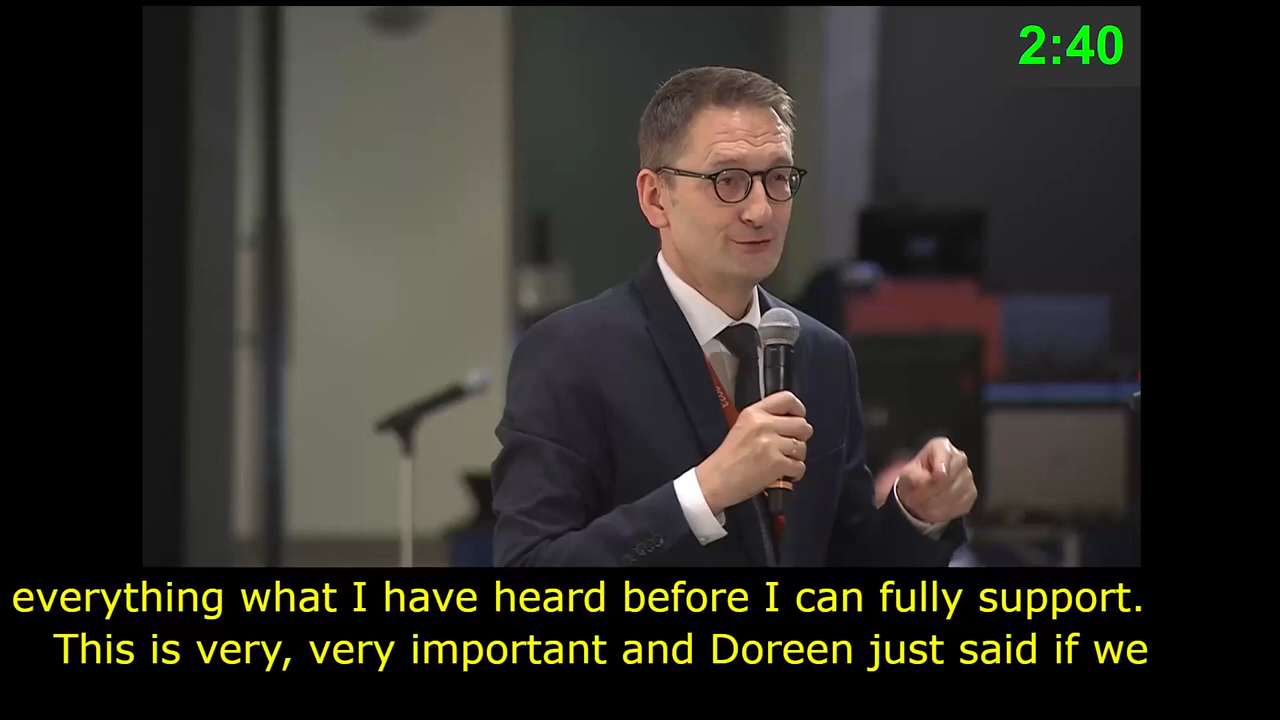 2:40
everything what I have heard before I can fully support.
This is very, very important and Doreen just said if we